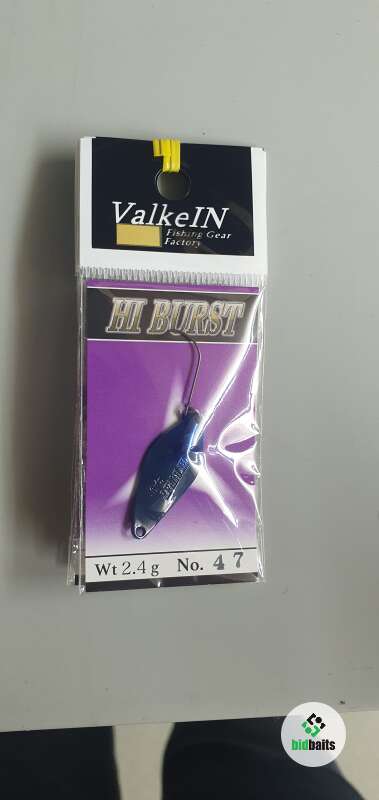 ValkeIN
Fishing Gear
Factory
HI BURST
Wt 2.4 g No. 47
bidbaits